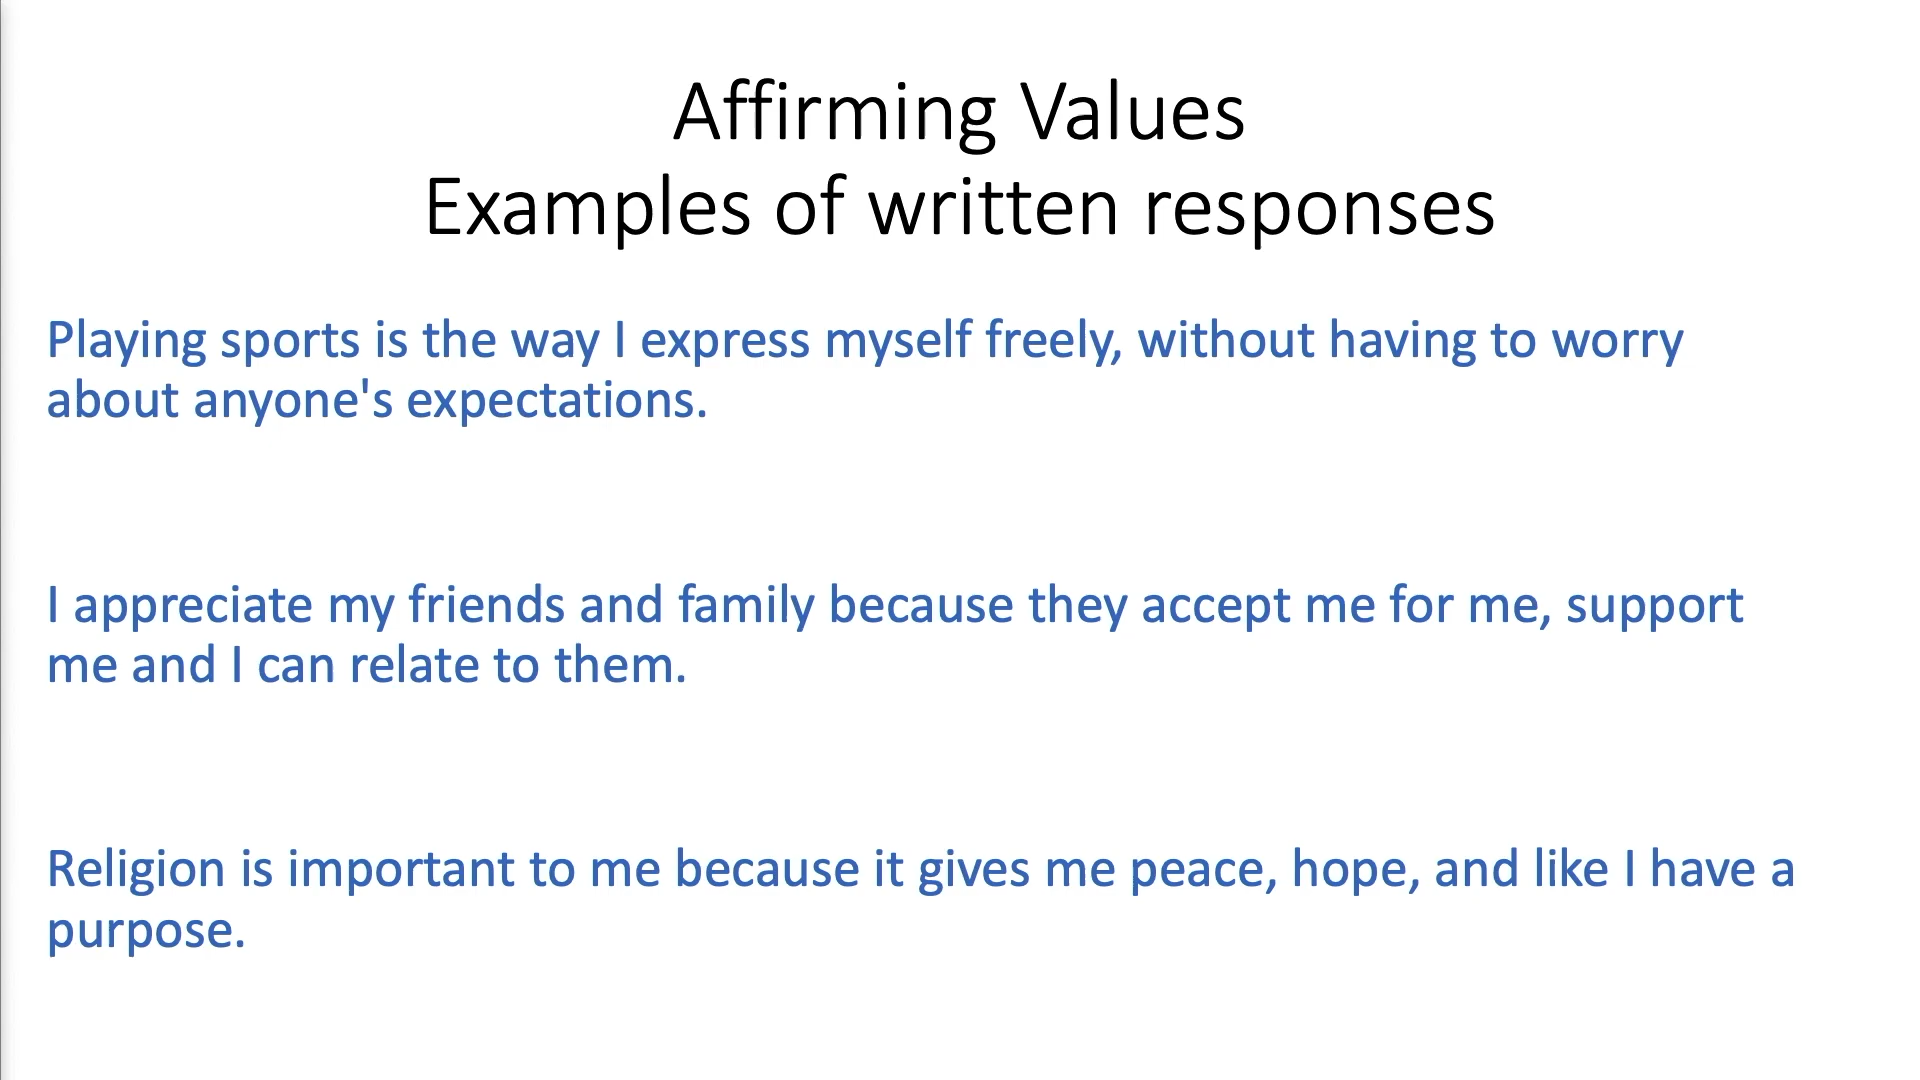 Affirming Values
Examples of written responses
Playing sports is the way I express myself freely, without having to worry
about anyone's expectations.
I appreciate my friends and family because they accept me for me, support
me and I can relate to them.
Religion is important to me because it gives me peace, hope, and like I have a
purpose.